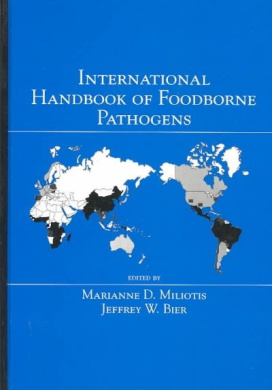 INTERNATIONAL
HANDBOOK OF FOODBORNE
PATHOGENS
EDITED BY
MARIANNE D. MILIOTIS
JEFFREY W. BIER